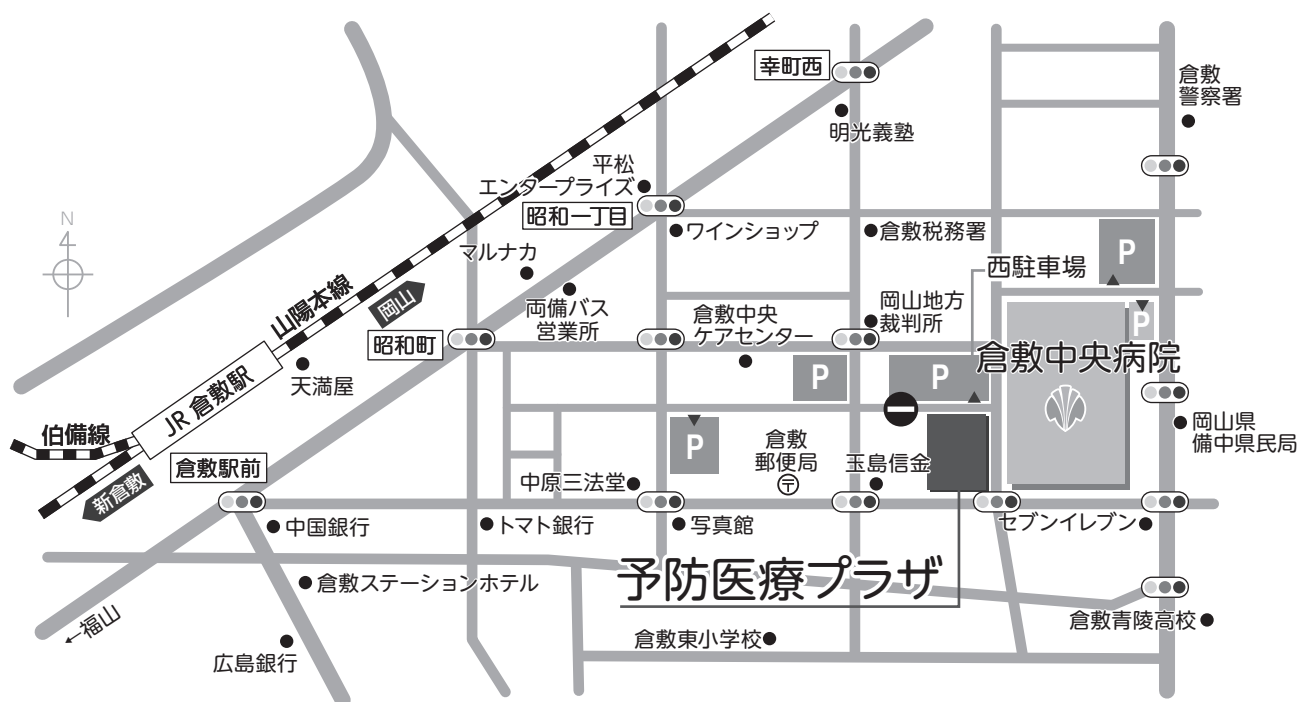 幸町西
倉敷
警察署
明光義塾
平松
エンタープライズ
昭和一丁目
ワインショップ
倉敷税務署
N
マルナカ
西駐車場
P
山陽本線
岡山
両備バス
営業所
倉敷中央
ケアセンター
岡山地方
裁判所
P
昭和町
倉敷中央病院
天満屋
P
P
JR 倉敷駅
伯備線
岡山県
備中県民局
倉敷駅前
P
倉敷
郵便局
〒
玉島信金
新倉敷
中原三法堂
中国銀行
トマト銀行
写真館
セブンイレブン
予防医療プラザ
倉敷ステーションホテル
←福山
倉敷青陵高校
倉敷東小学校
広島銀行